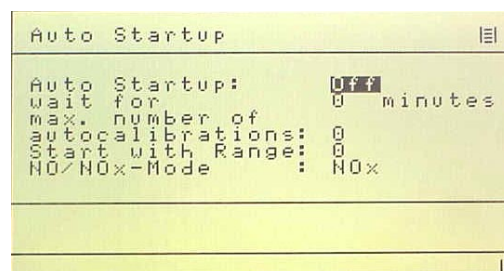 Auto Startup
Auto Startup: Off
wait for 0 minutes
max. number of
autocalibrations: 0
Start with Range: 0
NO/NOx-Mode : NOx